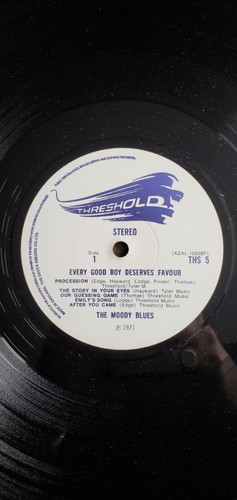 THRESHOLD
STEREO
Side
1
(XZAL 10938P)
THS 5
EVERY GOOD BOY DESERVES FAVOUR
PROCESSION (Edge, Hayward, Lodge, Pinder, Thomas)
Threshold/Tyler M.
THE STORY IN YOUR EYES (Hayward) Tyler Music
OUR GUESSING GAME (Thomas) Threshold Music
EMILY'S SONG (Lodge) Threshold Music
AFTER YOU CAME (Edge) Threshold Music
THE MOODY BLUES
℗ 1971